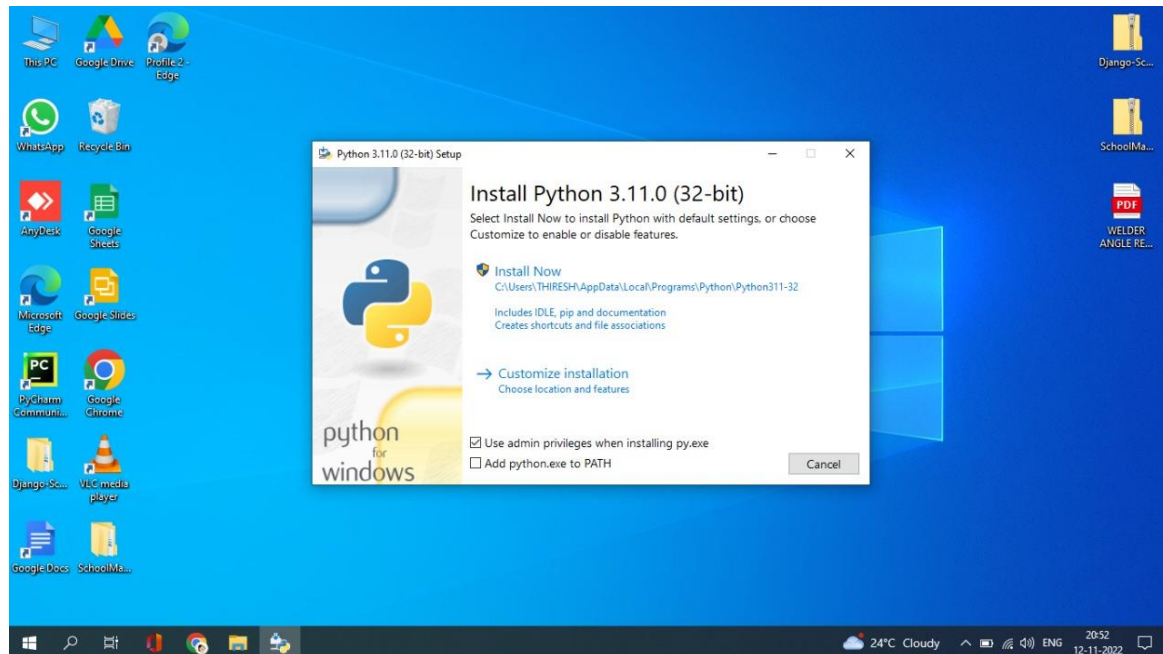 This PC
Google Drive
Profile 2 -
Edge
Django-Sc...
WhatsApp
Recycle Bin
SchoolMa...
AnyDesk
Google
Sheets
PDF
WELDER
ANGLE RE...
Microsoft
Edge
Google Slides
PC
PyCharm
Communi...
Google
Chrome
Django-Sc...
VLC media
player
Google Docs
SchoolMa...
Python 3.11.0 (32-bit) Setup
Install Python 3.11.0 (32-bit)
Select Install Now to install Python with default settings, or choose
Customize to enable or disable features.
Install Now
C:\Users\THIRESH\AppData\Local\Programs\Python\Python311-32
Includes IDLE, pip and documentation
Creates shortcuts and file associations
Customize installation
Choose location and features
python
for
windows
Use admin privileges when installing py.exe
Add python.exe to PATH
Cancel
24°C Cloudy
ENG
20:52
12-11-2022